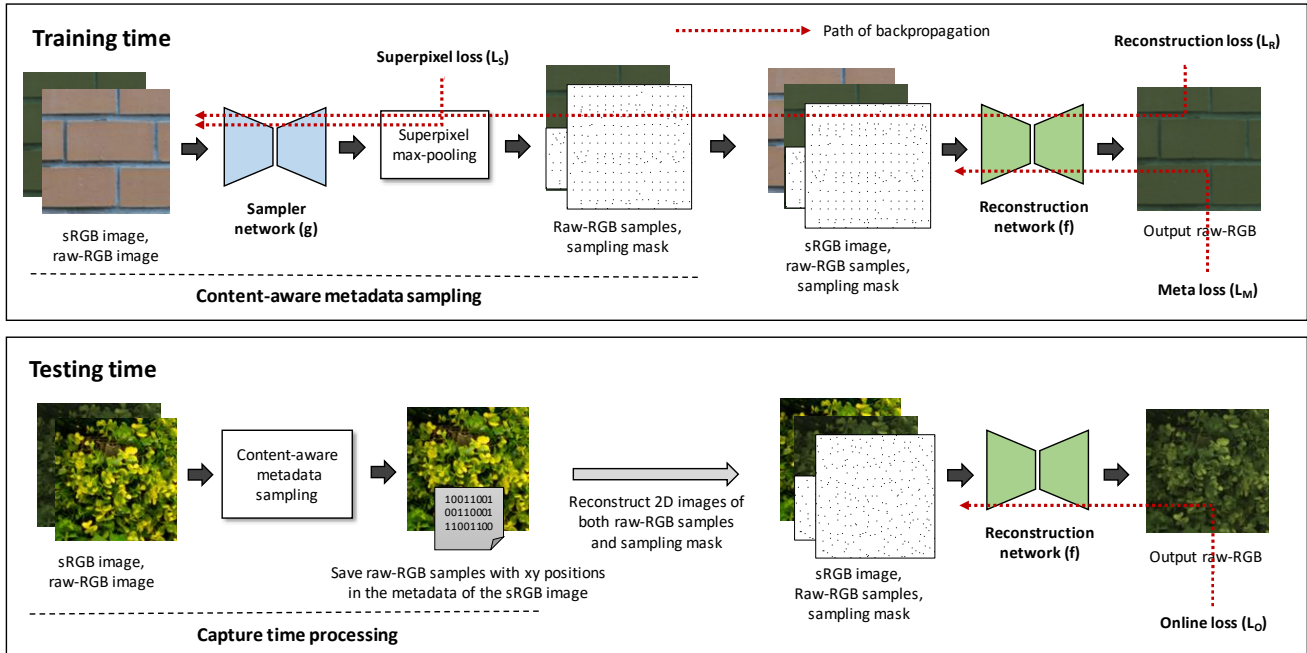 Training time
Path of backpropagation
Superpixel loss (L_S)
Reconstruction loss (L_R)
Superpixel
max-pooling
Sampler
network (g)
sRGB image,
raw-RGB image
Raw-RGB samples,
sampling mask
sRGB image,
raw-RGB samples,
sampling mask
Reconstruction
network (f)
Output raw-RGB
Content-aware metadata sampling
Meta loss (L_M)
Testing time
Content-aware
metadata
sampling
10011001
00110001
11001100
sRGB image,
raw-RGB image
Save raw-RGB samples with xy positions
in the metadata of the sRGB image
Reconstruct 2D images of
both raw-RGB samples
and sampling mask
sRGB image,
Raw-RGB samples,
sampling mask
Reconstruction
network (f)
Output raw-RGB
Capture time processing
Online loss (L_O)